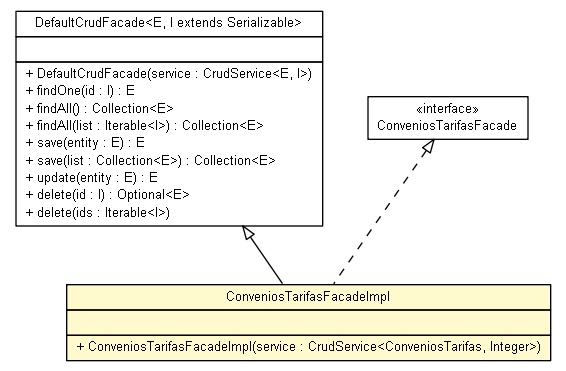 DefaultCrudFacade<E, I extends Serializable>
+ DefaultCrudFacade(service : CrudService<E, I>)
+ findOne(id : I) : E
+ findAll() : Collection<E>
+ findAll(list : Iterable<I>) : Collection<E>
+ save(entity : E) : E
+ save(list : Collection<E>) : Collection<E>
+ update(entity : E) : E
+ delete(id : I) : Optional<E>
+ delete(ids : Iterable<I>)
«interface»
ConveniosTarifasFacade
ConveniosTarifasFacadeImpl
+ ConveniosTarifasFacadeImpl(service : CrudService<ConveniosTarifas, Integer>)